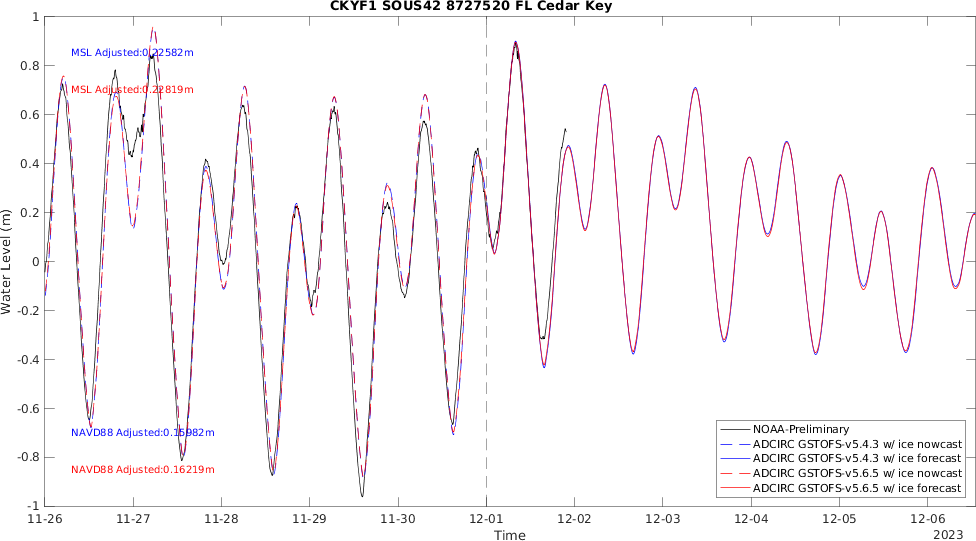 CKYF1 SOUS42 8727520 FL Cedar Key
1
0.8
0.6
0.4
0.2
0
-0.2
-0.4
-0.6
-0.8
-1
Water Level (m)
MSL Adjusted:0.22582m
MSL Adjusted:0.22819m
NAVD88 Adjusted:0.15982m
NAVD88 Adjusted:0.16219m
NOAA-Preliminary
ADCIRC GSTOFS-v5.4.3 w/ ice nowcast
ADCIRC GSTOFS-v5.4.3 w/ ice forecast
ADCIRC GSTOFS-v5.6.5 w/ ice nowcast
ADCIRC GSTOFS-v5.6.5 w/ ice forecast
11-26 11-27 11-28 11-29 11-30 12-01 12-02 12-03 12-04 12-05 12-06
Time
2023